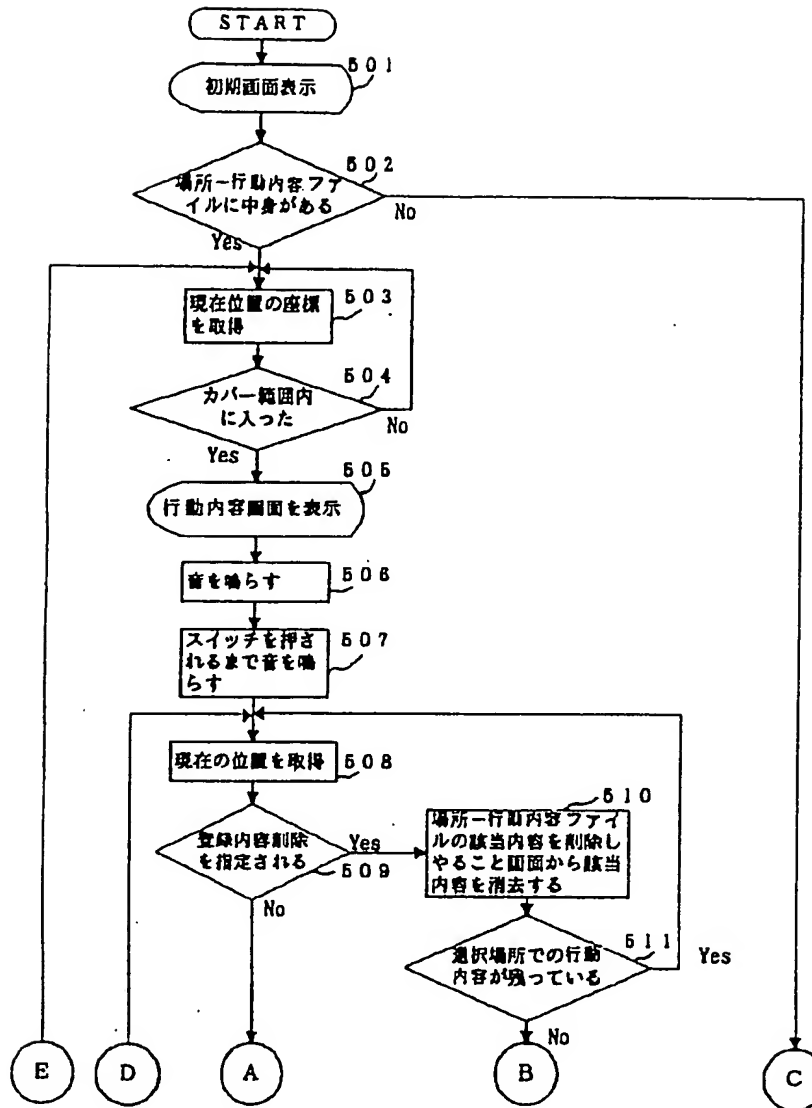 START
501
初期画面表示
502
場所−行動内容ファ
イルに中身がある
No
Yes
503
現在位置の座標
を取得
504
カバー範囲内
に入った
No
Yes
505
行動内容画面を表示
506
音を鳴らす
507
スイッチを押さ
れるまで音を鳴
らす
現在の位置を取得
508
510
登録内容削除
を指定される
Yes
509
No
場所−行動内容ファイ
ルの該当内容を削除し
やること画面から該当
内容を消去する
511
選択場所での行動
内容が残っている
Yes
No
E
D
A
B
C